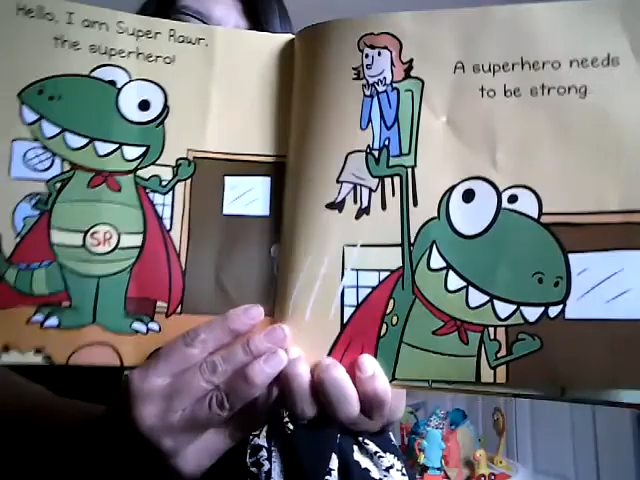 Hello, I am Super Rawr,
the superhero!
SR
A superhero needs
to be strong.